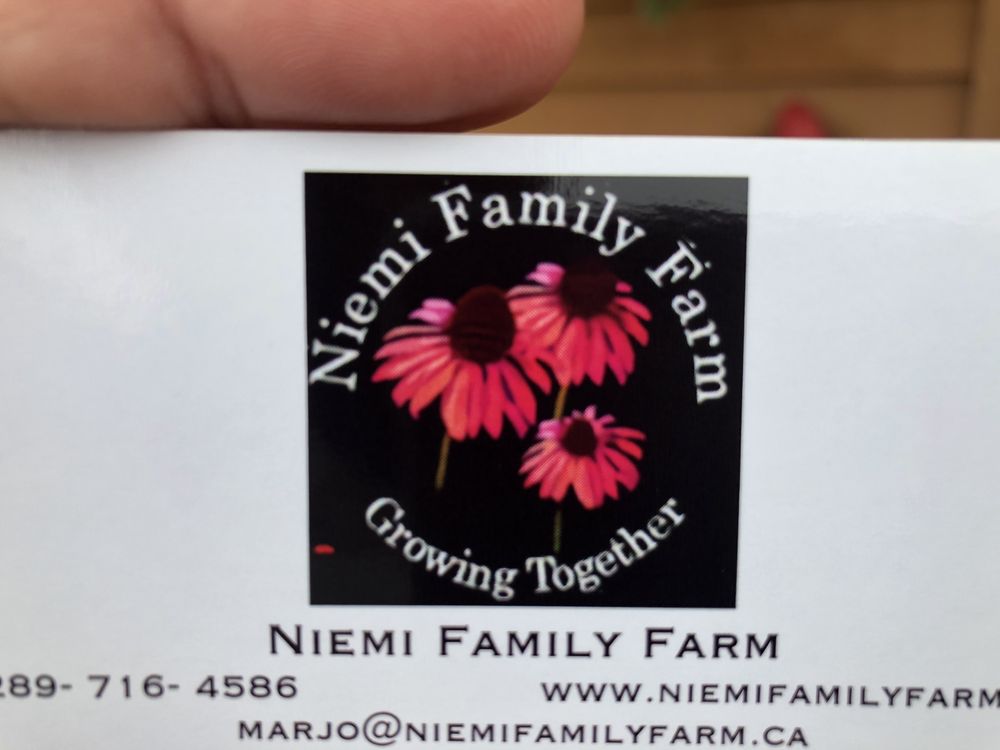 Niemi Family Farm
Growing Together
NIEMI FAMILY FARM
289- 716- 4586
WWW.NIEMIFAMILYFARM
MARJO@NIEMIFAMILYFARM.CA